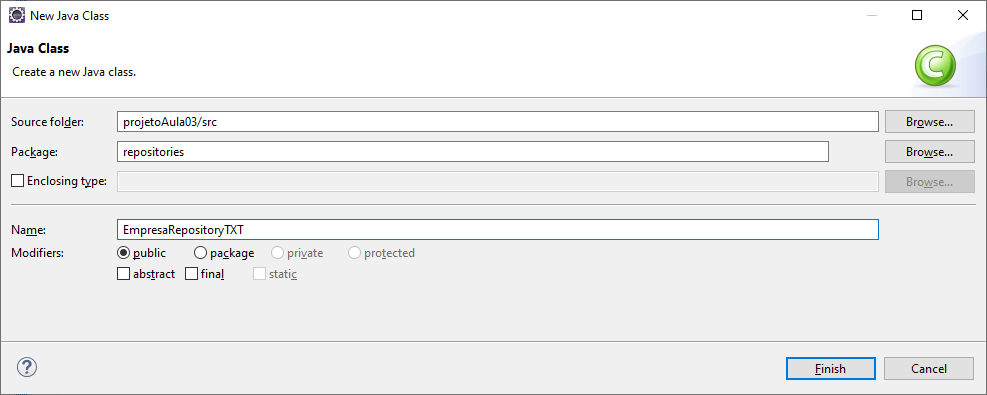 New Java Class
Java Class
Create a new Java class.
Source folder: projetoAula03/src Browse...
Package: repositories Browse...
Enclosing type: Browse...
Name: EmpresaRepositoryTXT
Modifiers: public package private protected
abstract final static
? Finish Cancel